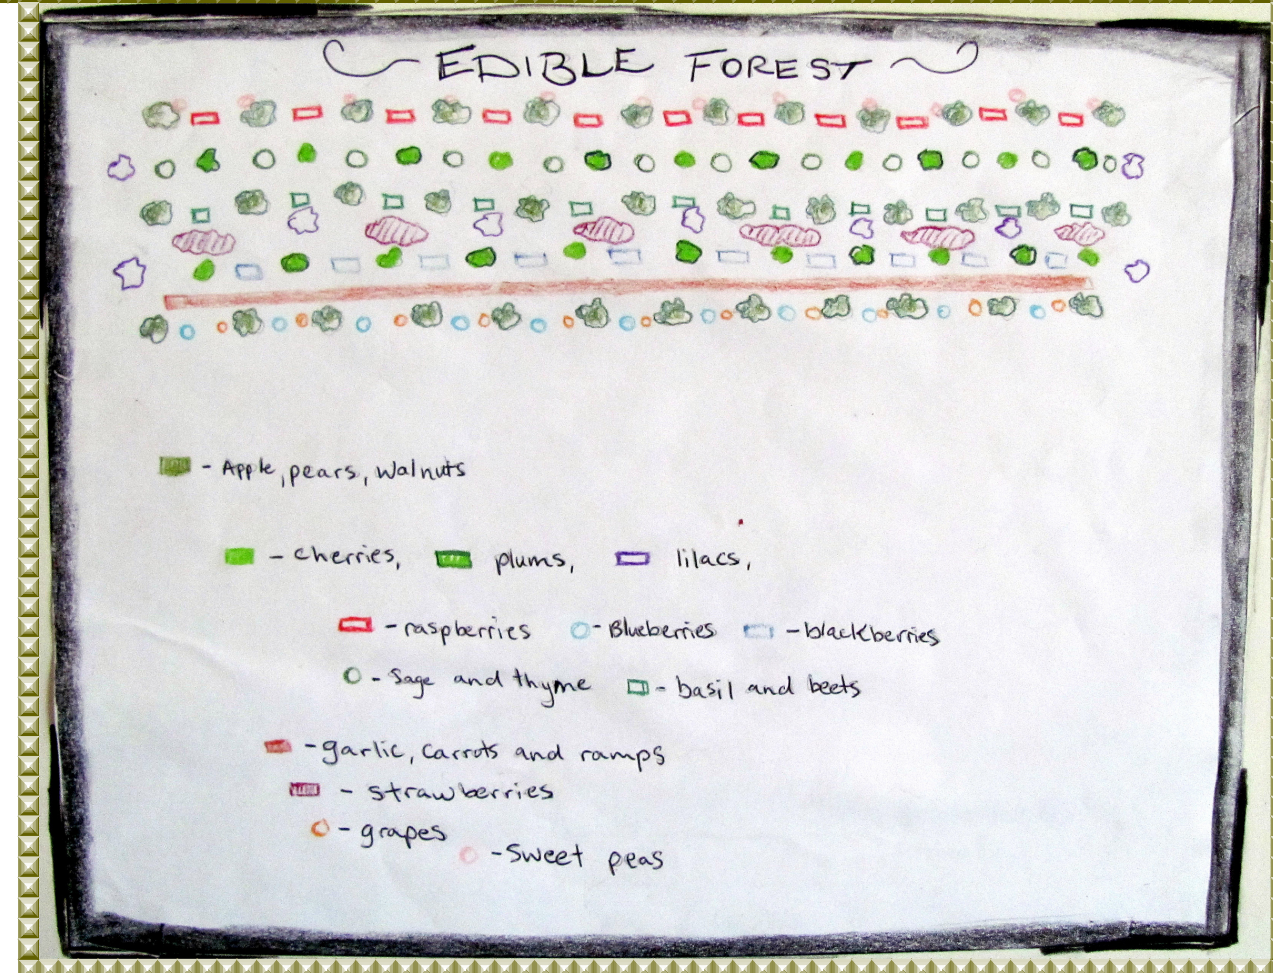 EDIBLE FOREST
- Apple, pears, walnuts
- cherries, plums, lilacs,
- raspberries - Blueberries - blackberries
- Sage and thyme - basil and beets
- garlic, carrots and ramps
- strawberries
- grapes
- Sweet peas